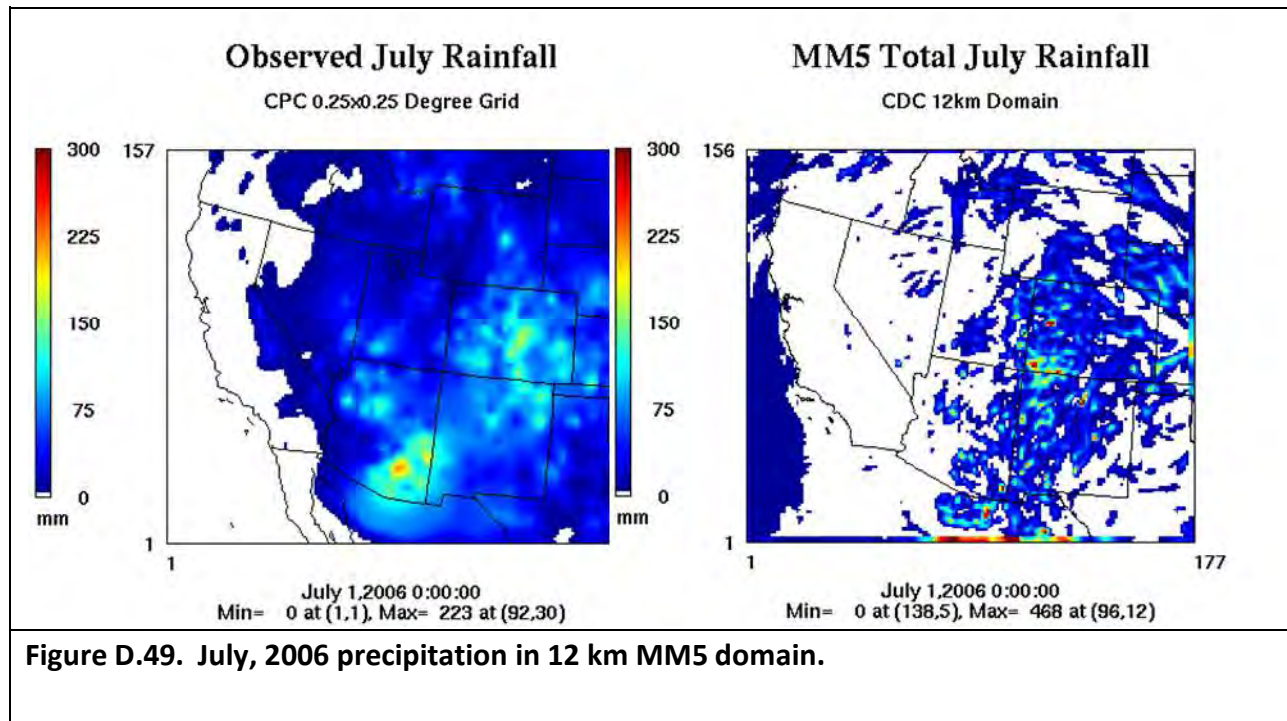 Observed July Rainfall
CPC 0.25x0.25 Degree Grid
300
225
150
75
0
mm
157
1
1
July 1,2006 0:00:00
Min= 0 at (1,1), Max= 223 at (92,30)
MM5 Total July Rainfall
CDC 12km Domain
300
225
150
75
0
mm
156
1
1
177
July 1,2006 0:00:00
Min= 0 at (138,5), Max= 468 at (96,12)
Figure D.49. July, 2006 precipitation in 12 km MM5 domain.